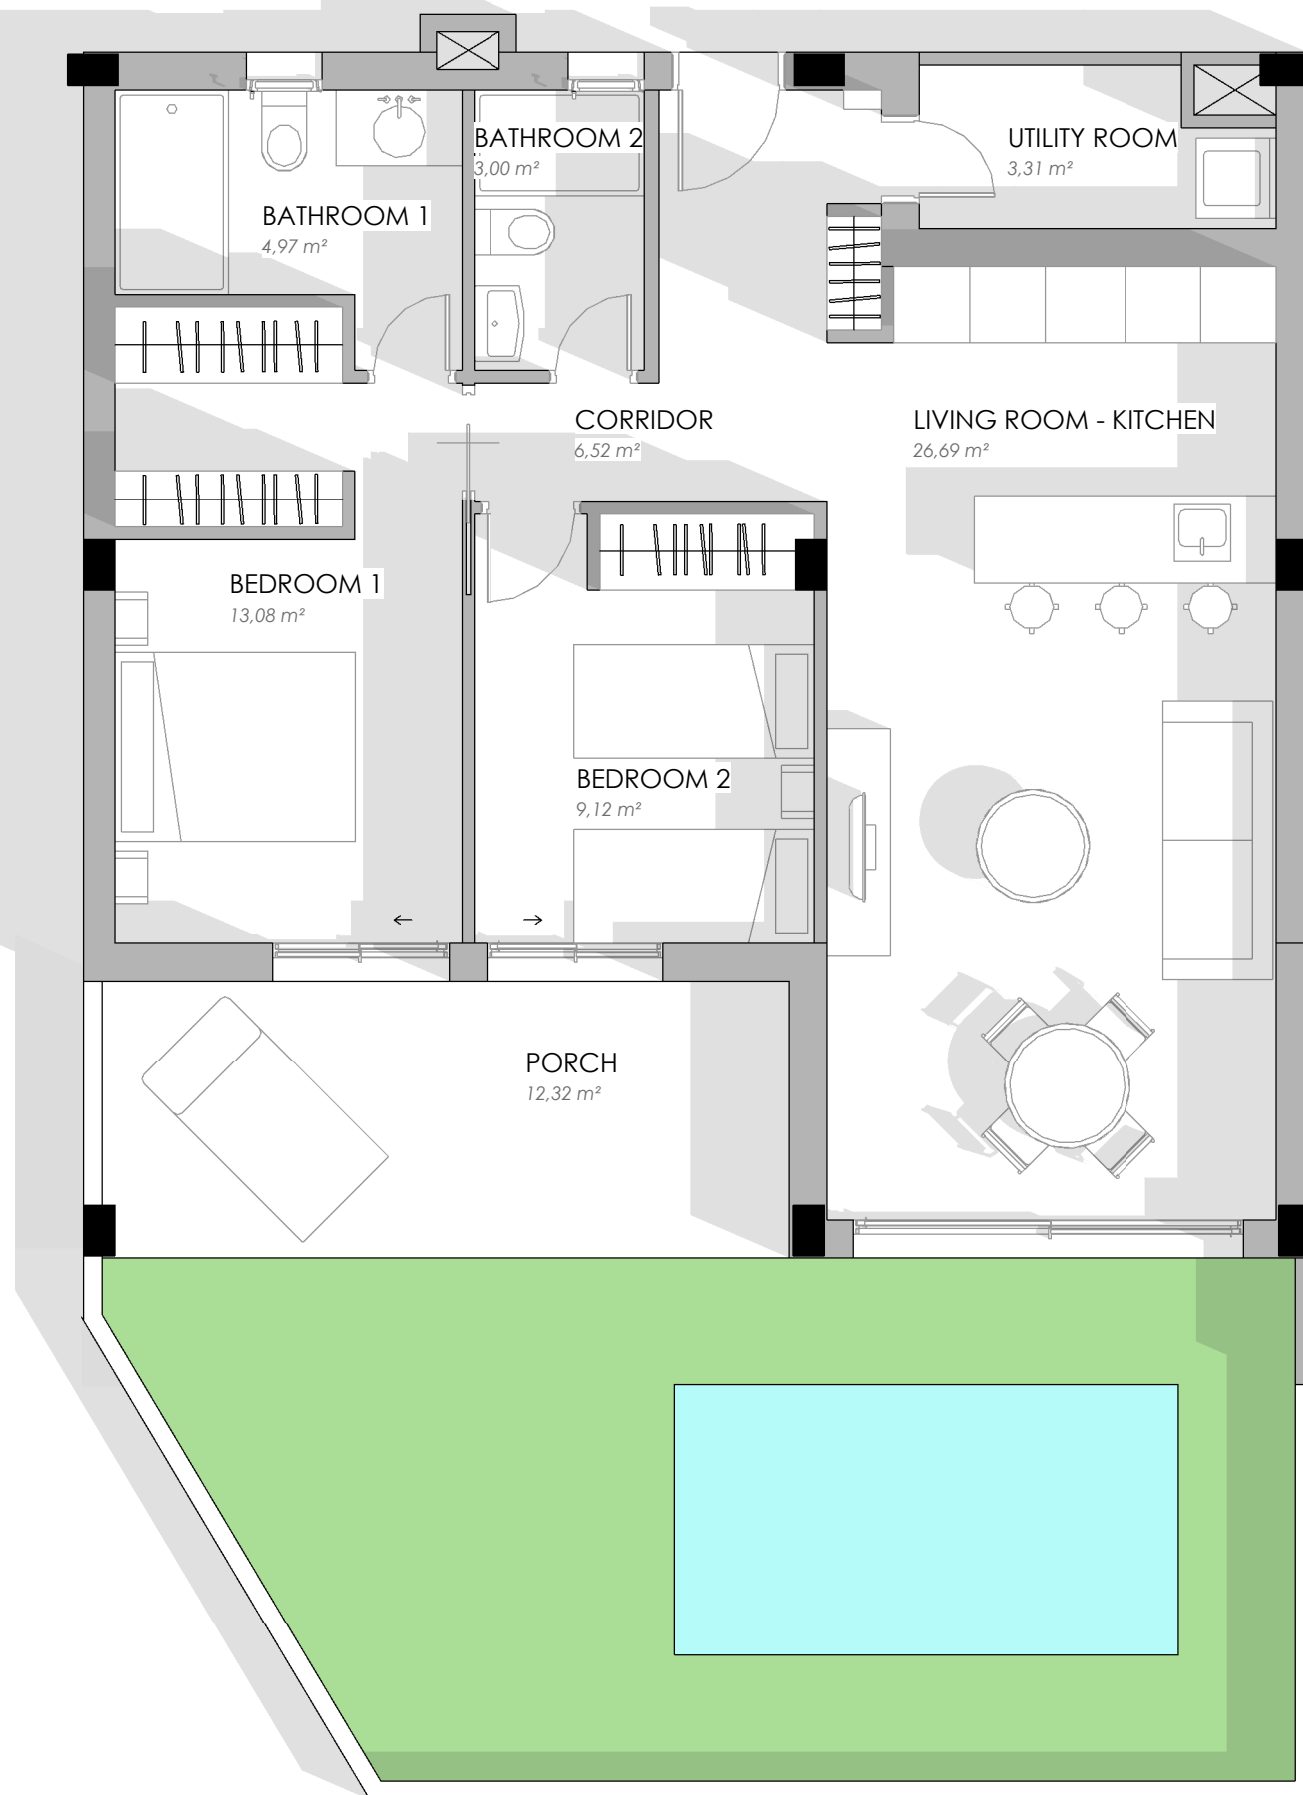 BATHROOM 2
3,00 m²
UTILITY ROOM
3,31 m²
BATHROOM 1
4,97 m²
CORRIDOR
6,52 m²
LIVING ROOM - KITCHEN
26,69 m²
BEDROOM 1
13,08 m²
BEDROOM 2
9,12 m²
PORCH
12,32 m²